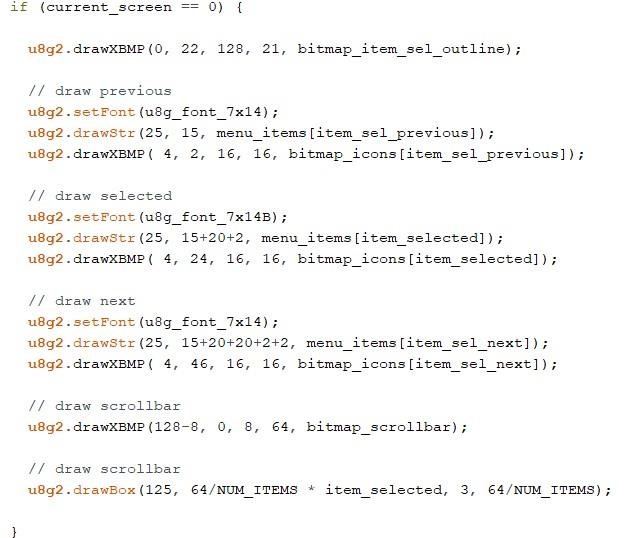 if (current_screen == 0) {
u8g2.drawXBMP(0, 22, 128, 21, bitmap_item_sel_outline);
// draw previous
u8g2.setFont(u8g_font_7x14);
u8g2.drawStr(25, 15, menu_items[item_sel_previous]);
u8g2.drawXBMP( 4, 2, 16, 16, bitmap_icons[item_sel_previous]);
// draw selected
u8g2.setFont(u8g_font_7x14B);
u8g2.drawStr(25, 15+20+2, menu_items[item_selected]);
u8g2.drawXBMP( 4, 24, 16, 16, bitmap_icons[item_selected]);
// draw next
u8g2.setFont(u8g_font_7x14);
u8g2.drawStr(25, 15+20+20+2+2, menu_items[item_sel_next]);
u8g2.drawXBMP( 4, 46, 16, 16, bitmap_icons[item_sel_next]);
// draw scrollbar
u8g2.drawXBMP(128-8, 0, 8, 64, bitmap_scrollbar);
// draw scrollbar
u8g2.drawBox(125, 64/NUM_ITEMS * item_selected, 3, 64/NUM_ITEMS);
}